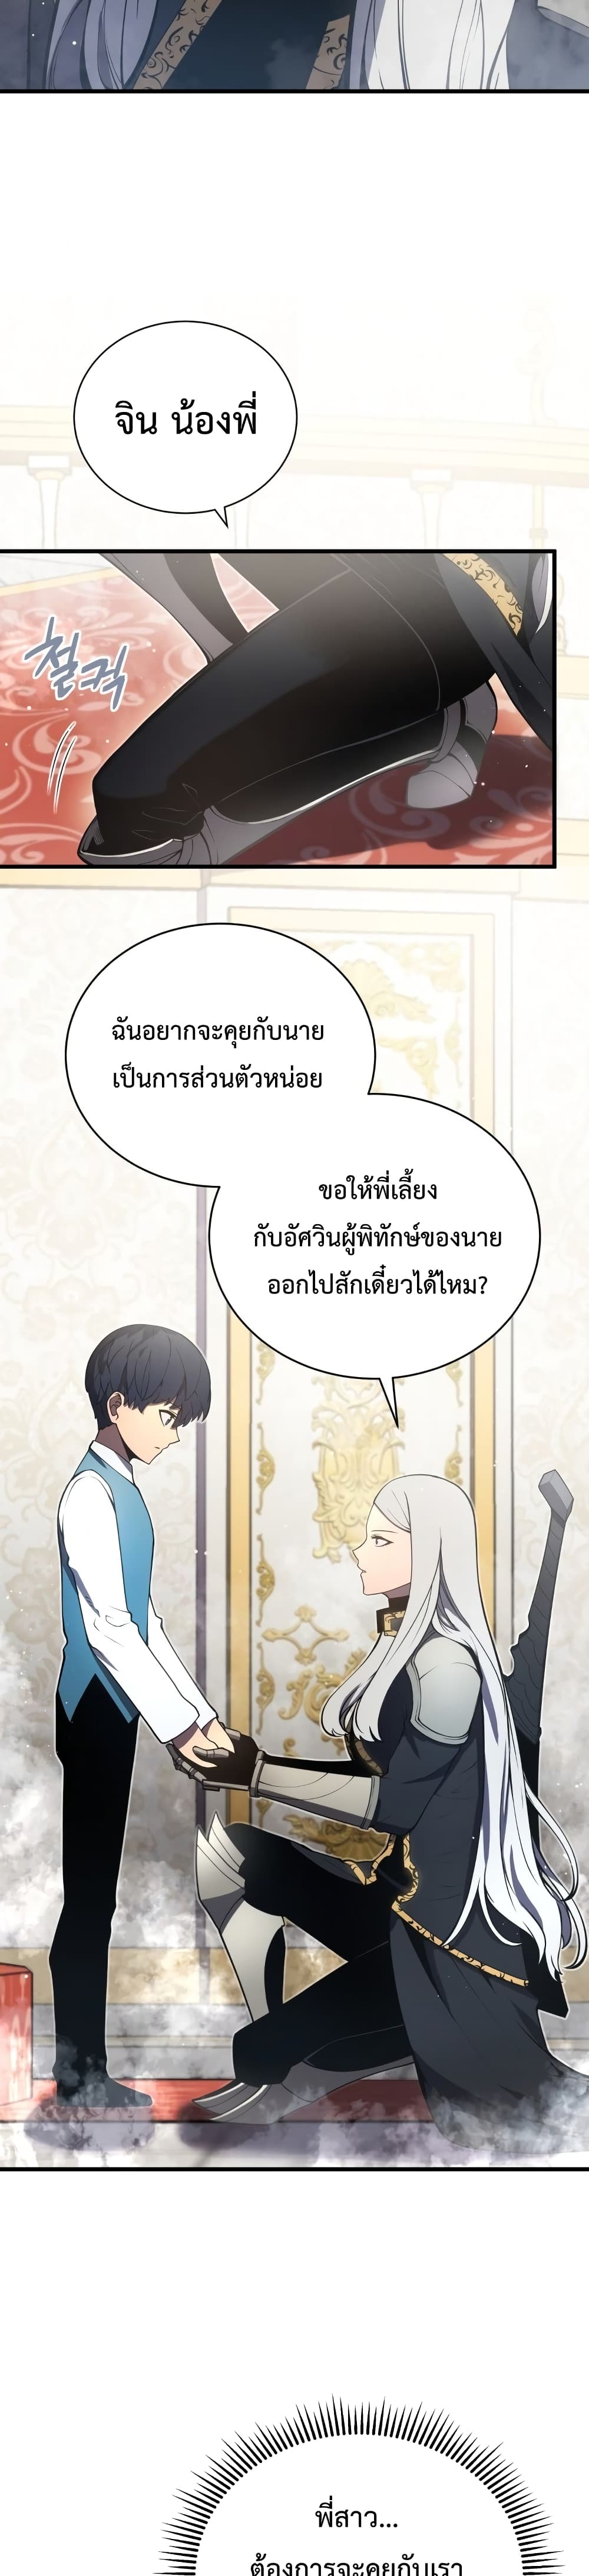 จิน น้องพี่
철컥
ฉันอยากจะคุยกับนาย
เป็นการส่วนตัวหน่อย
ขอให้พี่เลี้ยง
กับอัศวินผู้พิทักษ์ของนาย
ออกไปสักเดี๋ยวได้ไหม?
พี่สาว...
ต้องการจะคุยกับเรา